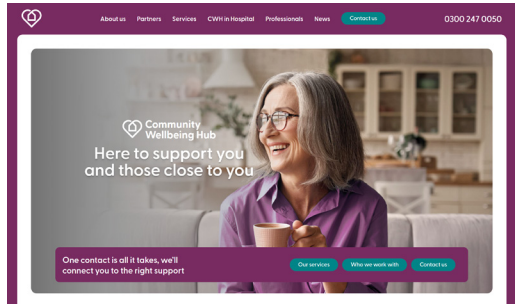 About us Partners Services CWH in Hospital Professionals News Contact us 0300 247 0050
Community
Wellbeing Hub
Here to support you
and those close to you
One contact is all it takes, we'll
connect you to the right support
Our services Who we work with Contact us